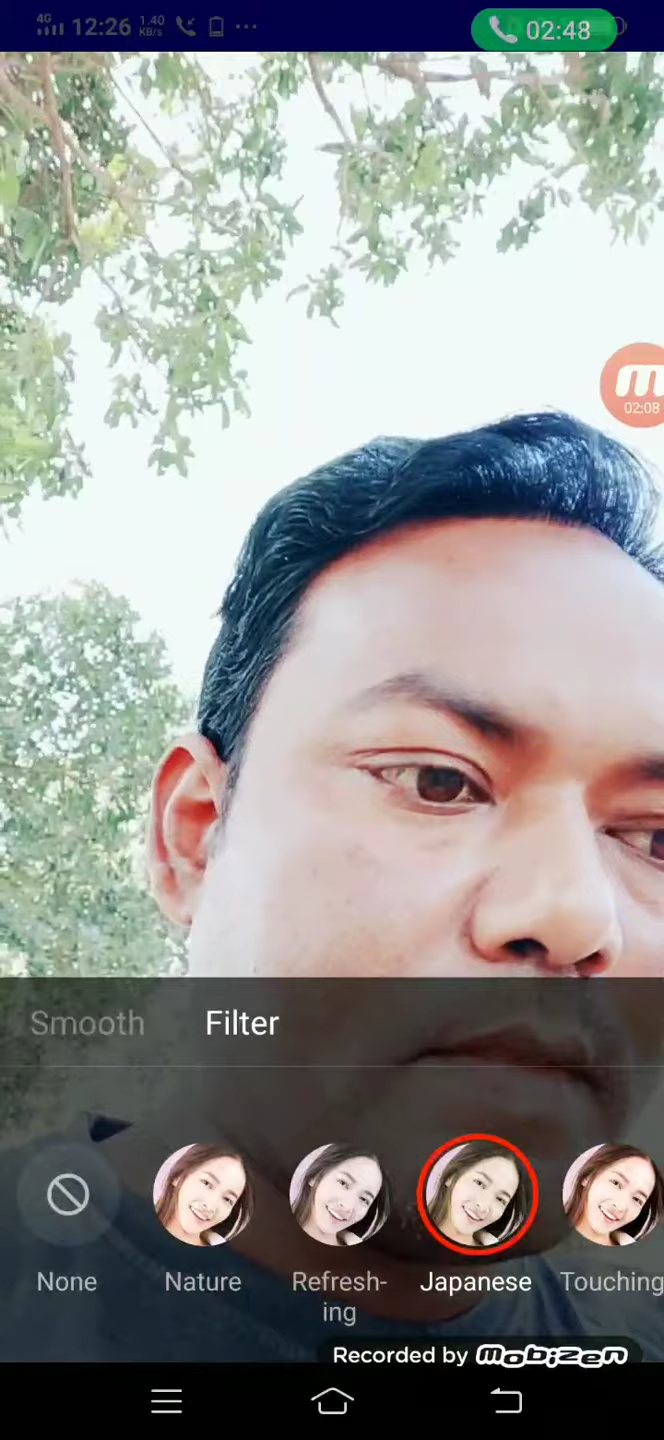 4G 12:26 1.40 KB/s ... 02:48
m
02:08
Smooth Filter
None Nature Refresh-ing Japanese Touching
Recorded by mobizen